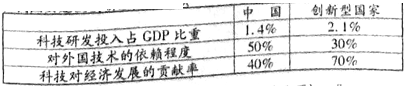 中 国 创新型国家
科技研发投入占GDP比重 1.4% 2.1%
对外国技术的依赖程度 50% 30%
科技对经济发展的贡献率 40% 70%